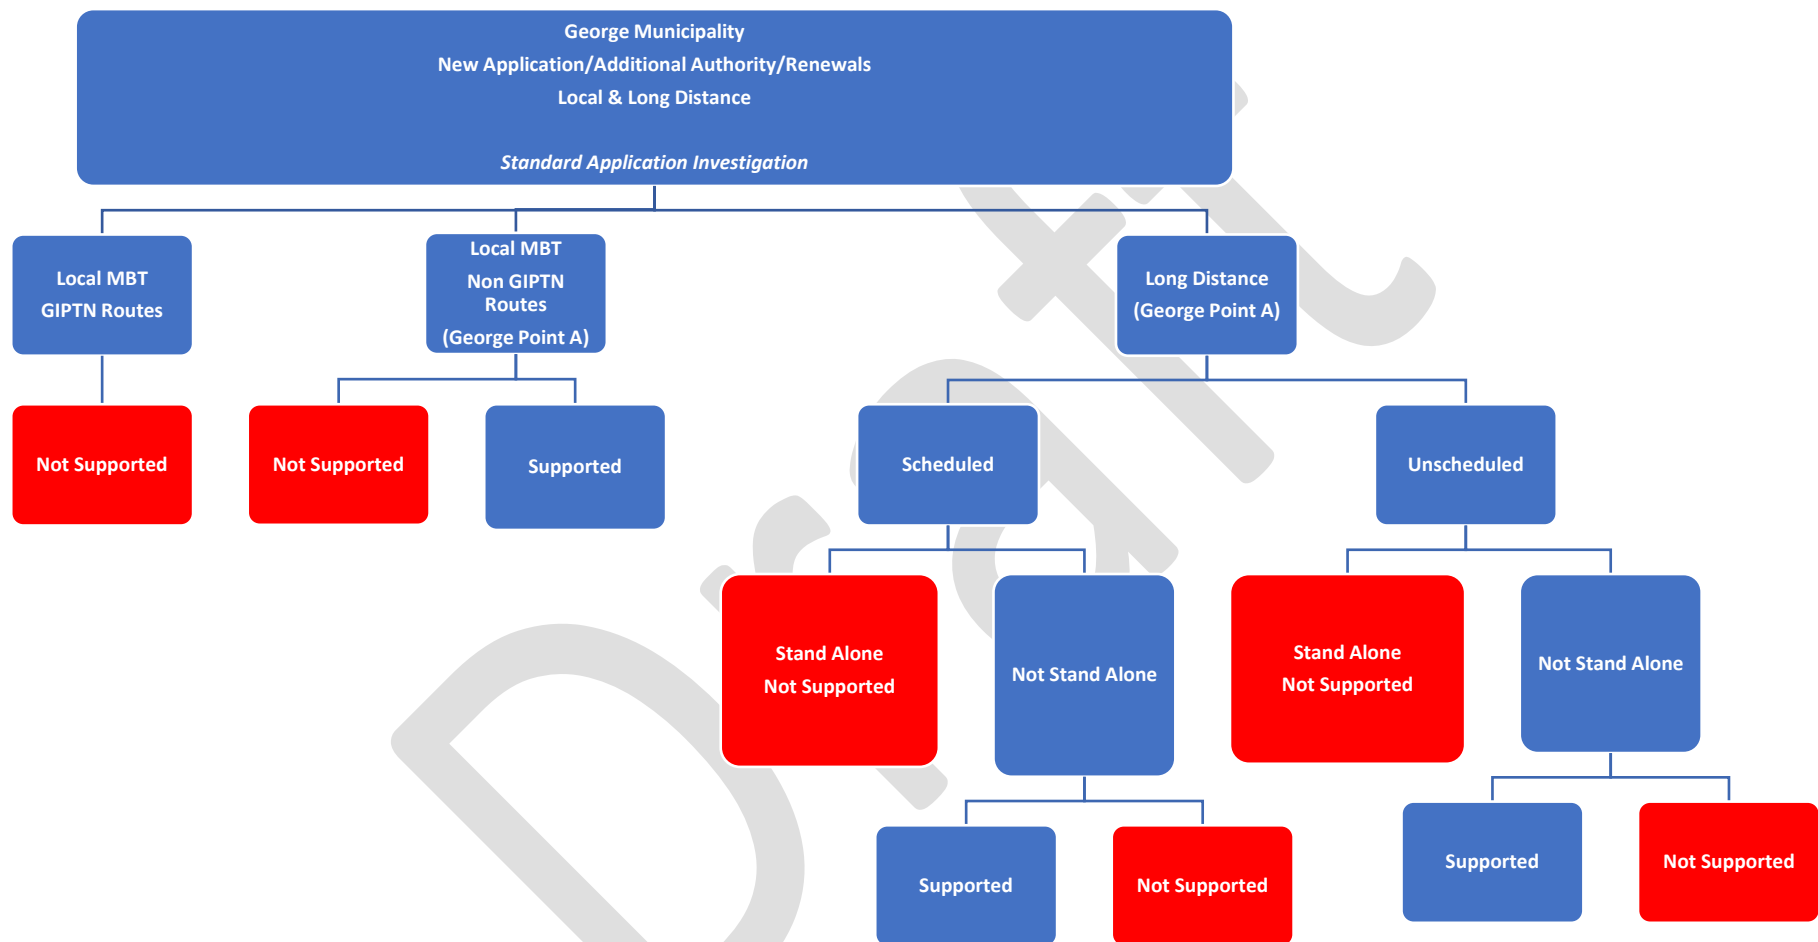 George Municipality
New Application/Additional Authority/Renewals
Local & Long Distance
Standard Application Investigation
Local MBT
GIPTN Routes
Local MBT
Non GIPTN
Routes
(George Point A)
Long Distance
(George Point A)
Not Supported
Not Supported
Supported
Scheduled
Unscheduled
Stand Alone
Not Supported
Not Stand Alone
Stand Alone
Not Supported
Not Stand Alone
Supported
Not Supported
Supported
Not Supported
Draft